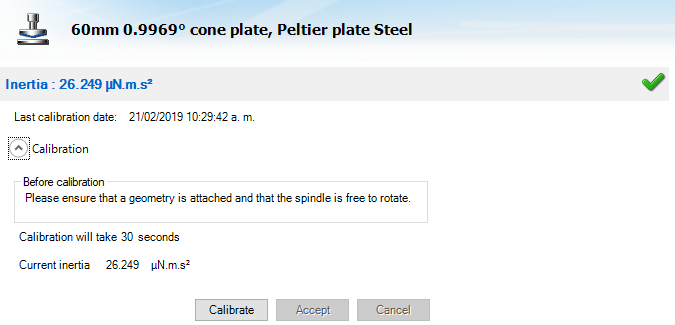 60mm 0.9969° cone plate, Peltier plate Steel
Inertia : 26.249 µN.m.s²
Last calibration date: 21/02/2019 10:29:42 a. m.
Calibration
Before calibration
Please ensure that a geometry is attached and that the spindle is free to rotate.
Calibration will take 30 seconds
Current inertia 26.249 µN.m.s²
Calibrate Accept Cancel